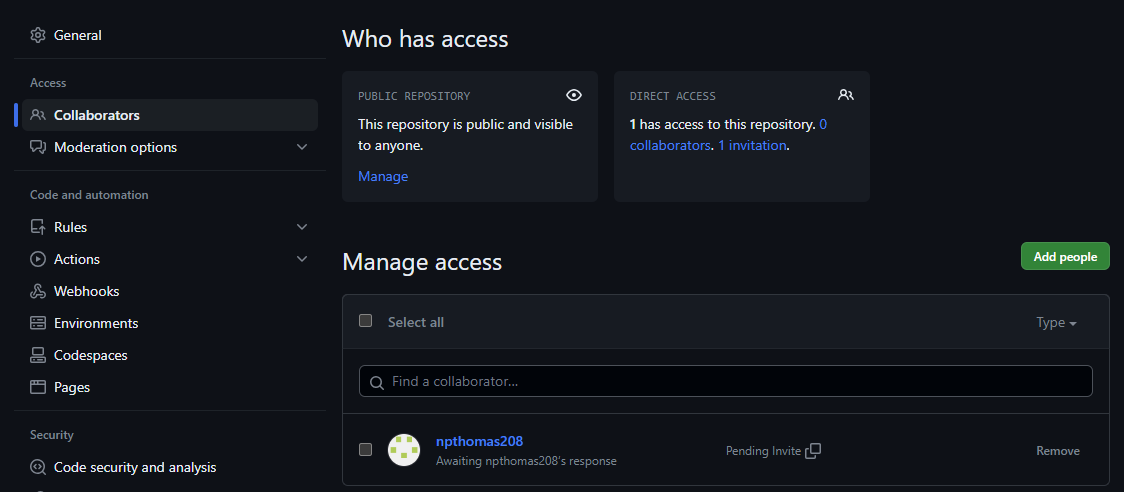 General
Access
Collaborators
Moderation options
Code and automation
Rules
Actions
Webhooks
Environments
Codespaces
Pages
Security
Code security and analysis
Who has access
PUBLIC REPOSITORY
This repository is public and visible
to anyone.
Manage
DIRECT ACCESS
1 has access to this repository. 0
collaborators. 1 invitation.
Manage access
Add people
Select all
Type
Find a collaborator...
npthomas208
Awaiting npthomas208's response
Pending Invite
Remove